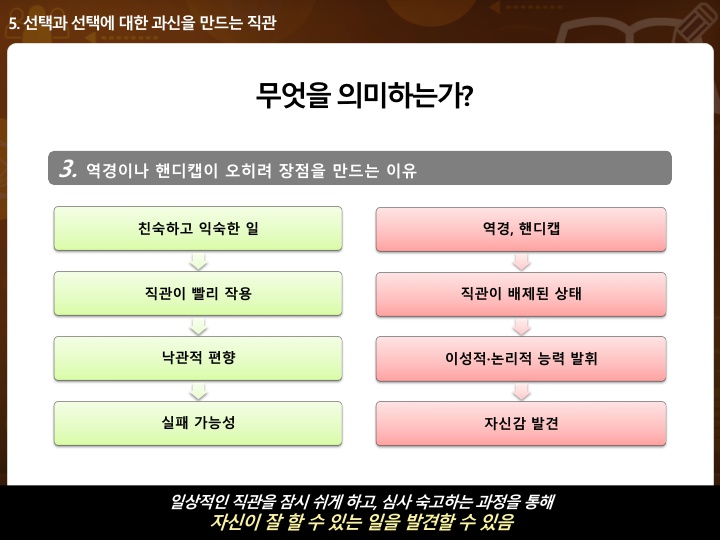 5. 선택과 선택에 대한 과신을 만드는 직관
무엇을 의미하는가?
3. 역경이나 핸디캡이 오히려 장점을 만드는 이유
친숙하고 익숙한 일
직관이 빨리 작용
낙관적 편향
실패 가능성
역경, 핸디캡
직관이 배제된 상태
이성적·논리적 능력 발휘
자신감 발견
일상적인 직관을 잠시 쉬게 하고, 심사 숙고하는 과정을 통해
자신이 잘 할 수 있는 일을 발견할 수 있음